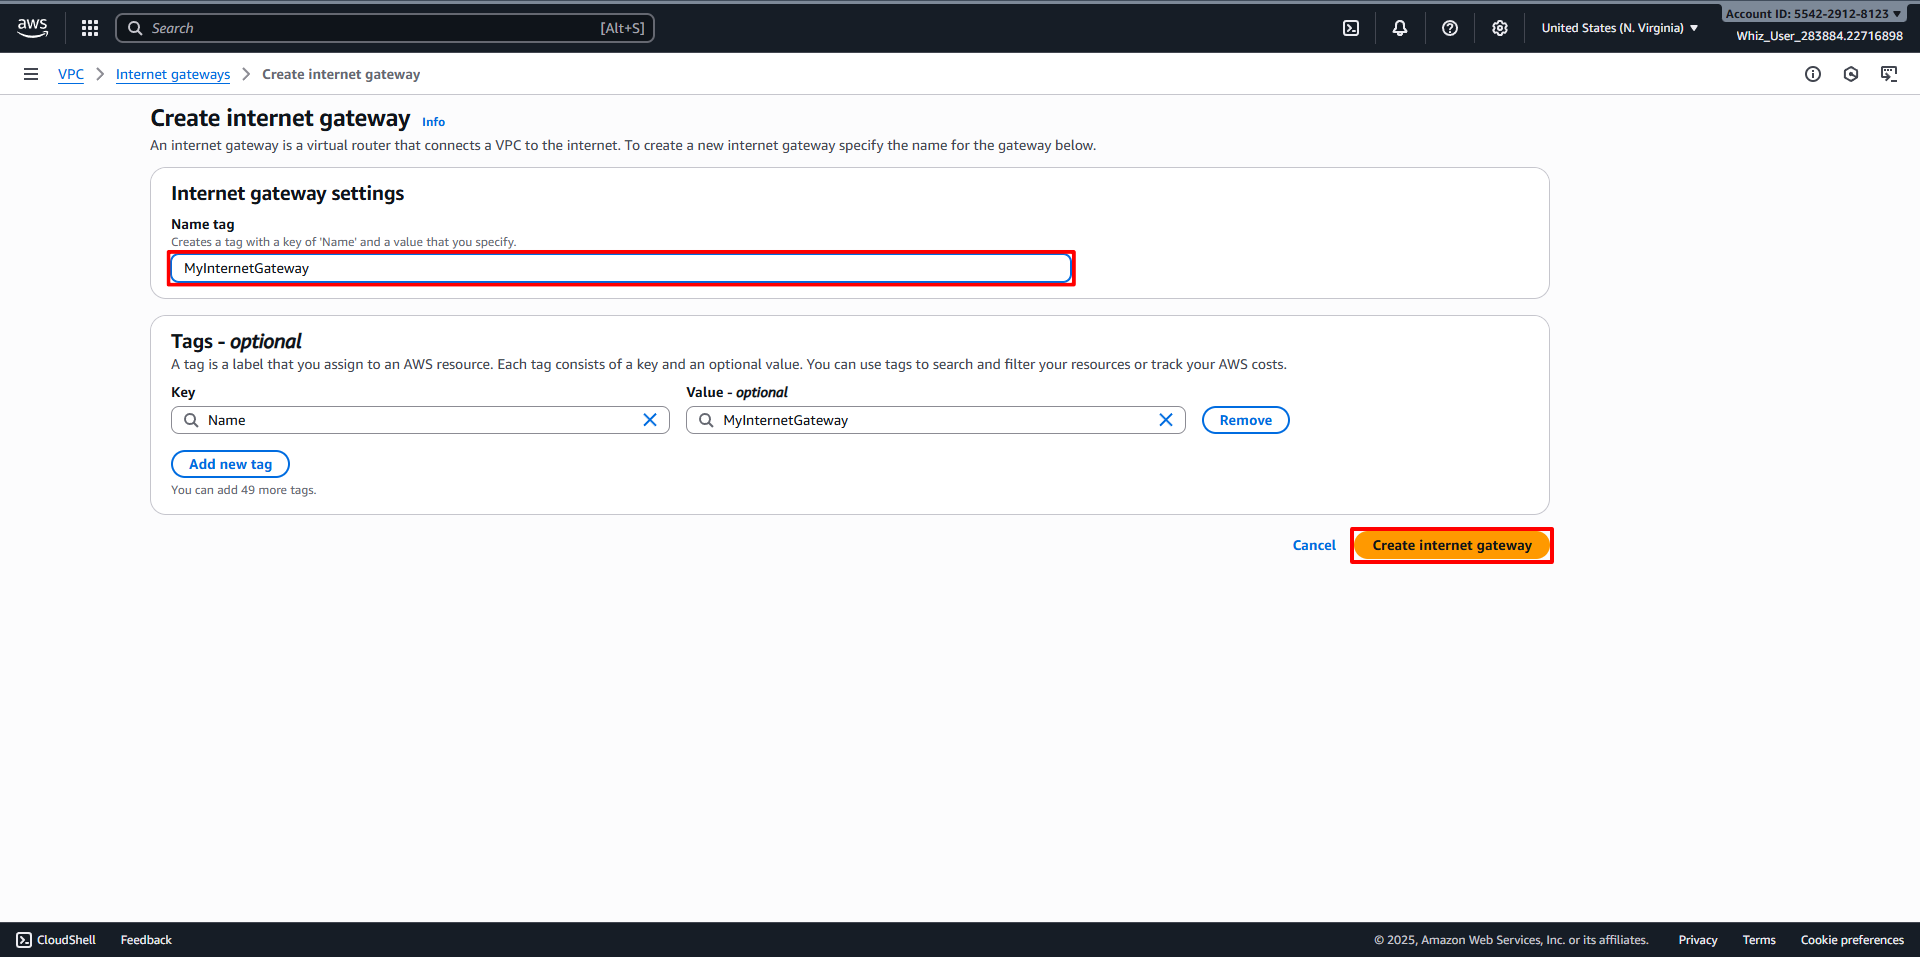 aws
Search [Alt+S]
United States (N. Virginia)
Account ID: 5542-2912-8123
Whiz_User_283884.22716898
VPC > Internet gateways > Create internet gateway
Create internet gateway Info
An internet gateway is a virtual router that connects a VPC to the internet. To create a new internet gateway specify the name for the gateway below.
Internet gateway settings
Name tag
Creates a tag with a key of 'Name' and a value that you specify.
MyInternetGateway
Tags - optional
A tag is a label that you assign to an AWS resource. Each tag consists of a key and an optional value. You can use tags to search and filter your resources or track your AWS costs.
Key Value - optional
Name MyInternetGateway Remove
Add new tag
You can add 49 more tags.
Cancel Create internet gateway
CloudShell Feedback © 2025, Amazon Web Services, Inc. or its affiliates. Privacy Terms Cookie preferences